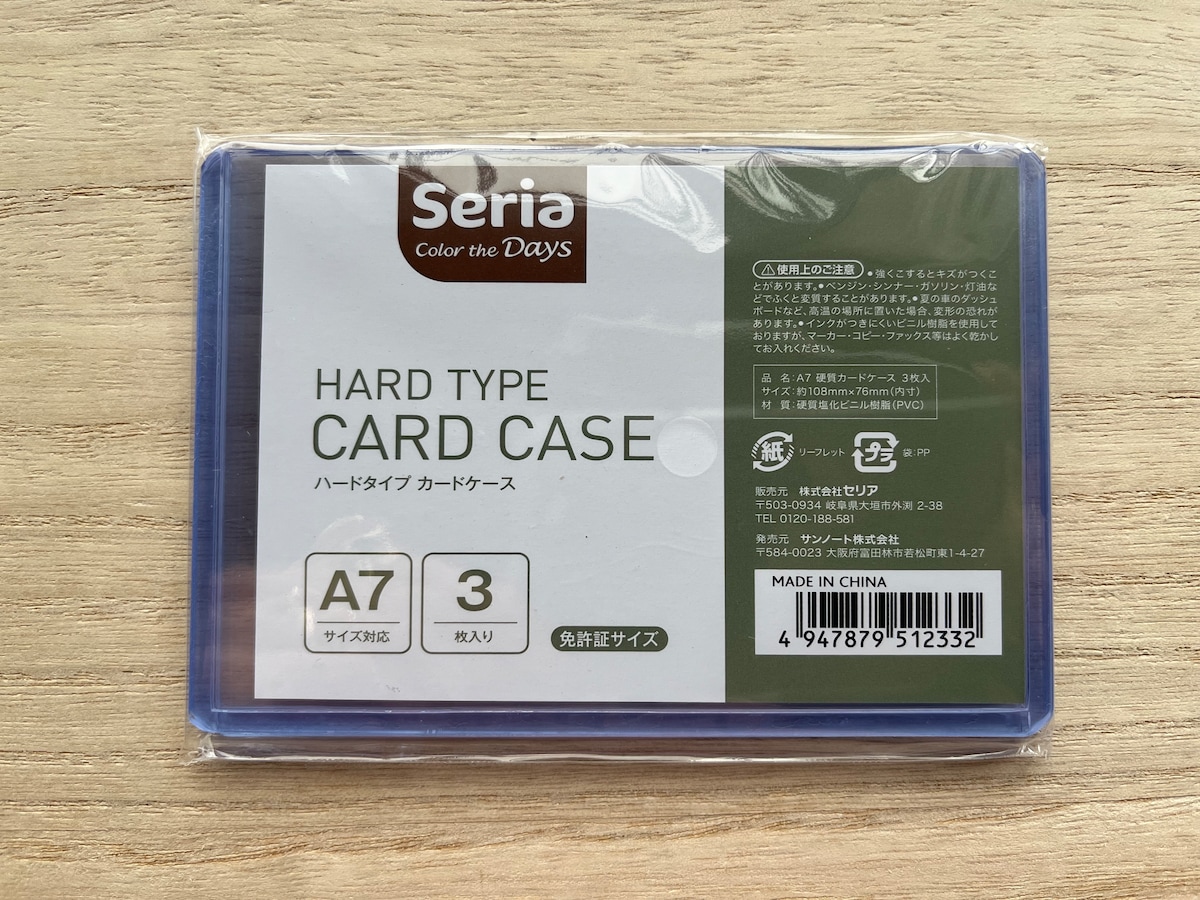 Seria
Color the Days
HARD TYPE
CARD CASE
ハードタイプ カードケース
A7
サイズ対応
3
枚入り
免許証サイズ
⚠使用上のご注意 ●強くこするとキズがつくこ
とがあります。●ベンジン・シンナー・ガソリン・灯油な
どでふくと変質することがあります。●夏の車のダッシュ
ボードなど、高温の場所に置いた場合、変形の恐れが
あります。●インクがつきにくいビニル樹脂を使用して
おりますが、マーカー・コピー・ファックス等はよく乾かし
てお入れください。
品 名:A7 硬質カードケース 3枚入
サイズ:約108mm×76mm(内寸)
材 質:硬質塩化ビニル樹脂(PVC)
紙 リーフレット プラ 袋:PP
販売元 株式会社セリア
〒503-0934 岐阜県大垣市外渕 2-38
TEL 0120-188-581
発売元 サンノート株式会社
〒584-0023 大阪府富田林市若松町東1-4-27
MADE IN CHINA
4 947879 512332